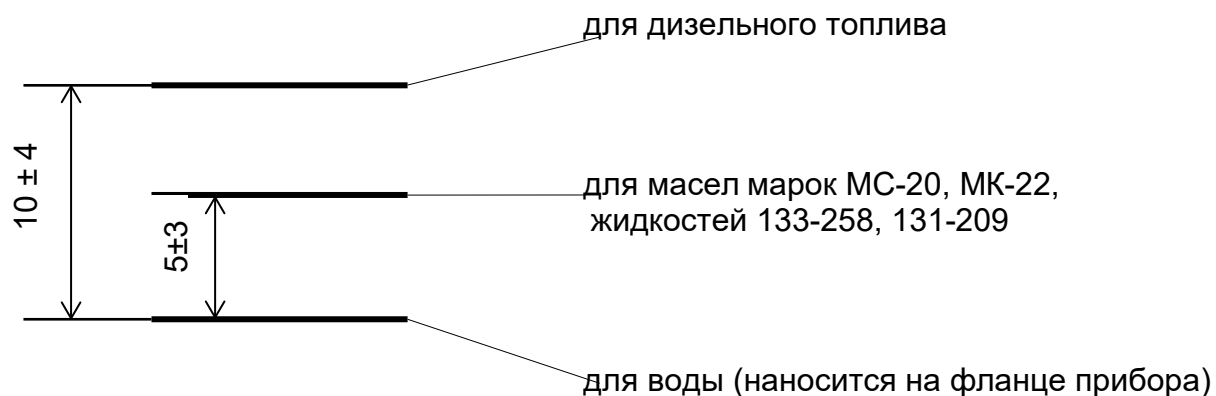 для дизельного топлива
10 ± 4
для масел марок МС-20, МК-22,
жидкостей 133-258, 131-209
5±3
для воды (наносится на фланце прибора)